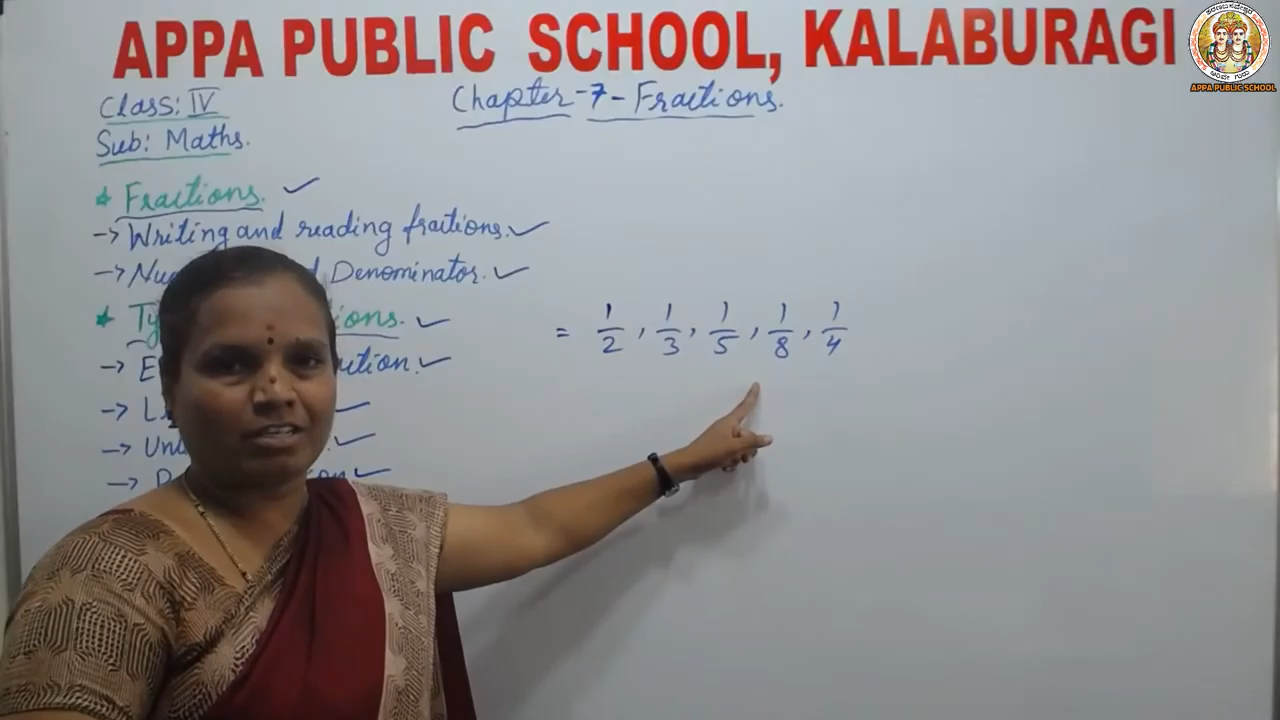 APPA PUBLIC SCHOOL, KALABURAGI
APPA PUBLIC SCHOOL
Class: IV
Chapter-7-Fractions.
Sub: Maths.
* Fractions. ✓
-> Writing and reading fractions. ✓
-> Denominator. ✓
* ✓
= 1/2, 1/3, 1/5, 1/8, 1/4
-> ✓
-> ✓
-> ✓
-> ✓